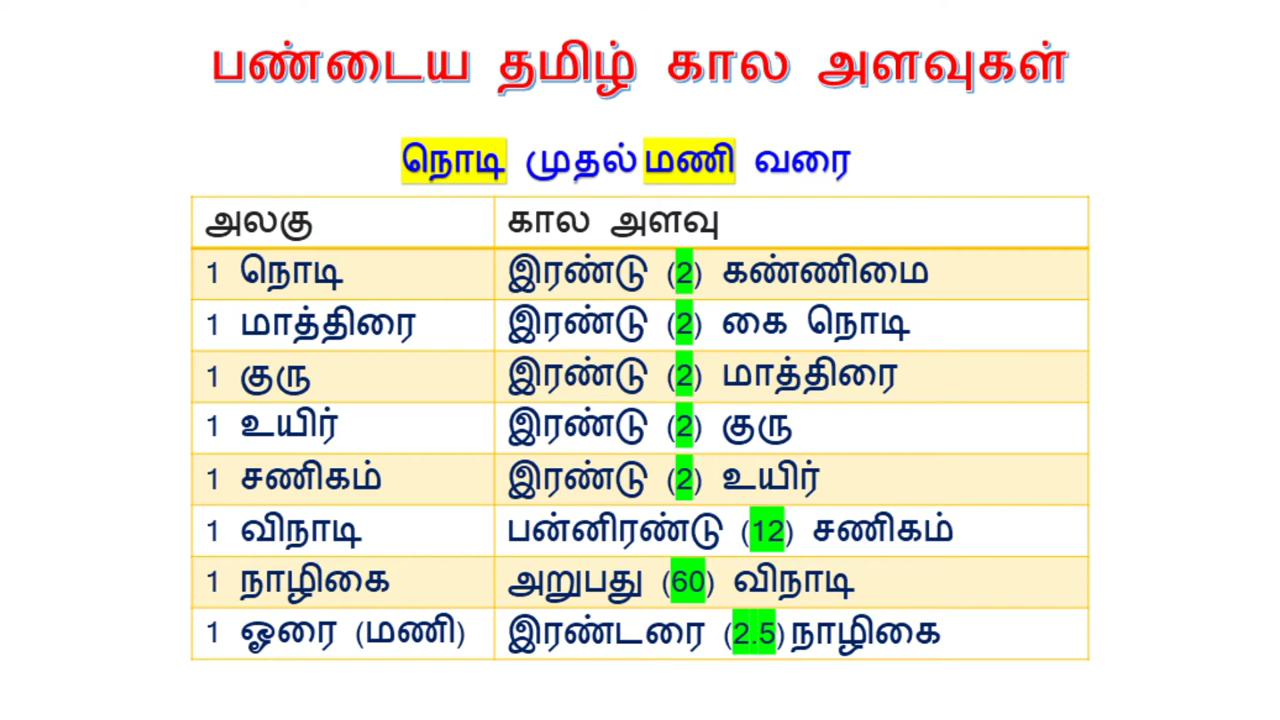 பண்டைய தமிழ் கால அளவுகள்
நொடி முதல் மணி வரை
அலகு கால அளவு
1 நொடி இரண்டு (2) கண்ணிமை
1 மாத்திரை இரண்டு (2) கை நொடி
1 குரு இரண்டு (2) மாத்திரை
1 உயிர் இரண்டு (2) குரு
1 சணிகம் இரண்டு (2) உயிர்
1 விநாடி பன்னிரண்டு (12) சணிகம்
1 நாழிகை அறுபது (60) விநாடி
1 ஓரை (மணி) இரண்டரை (2.5) நாழிகை